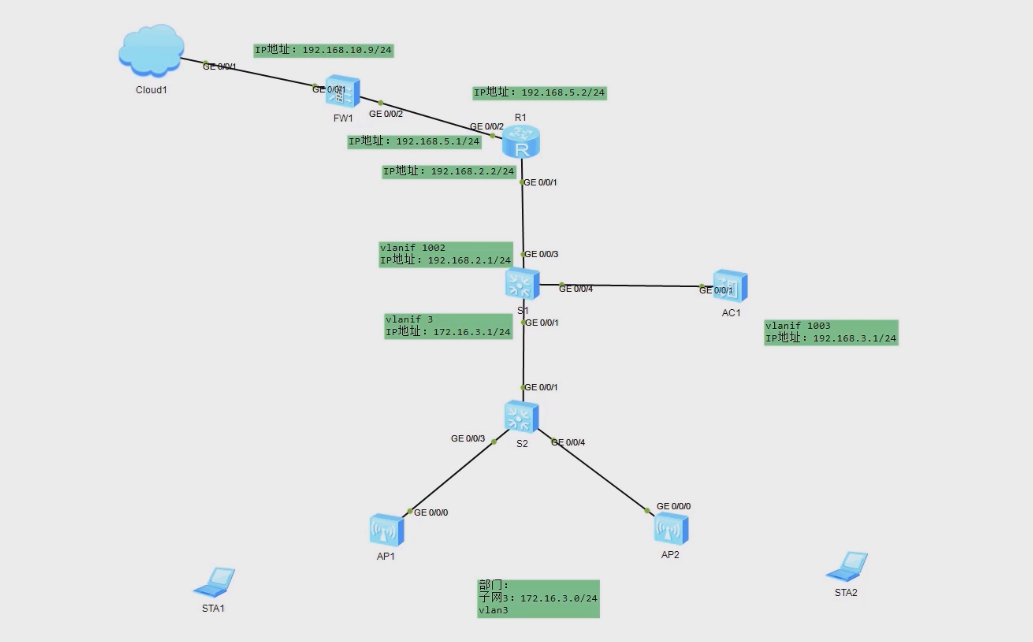 IP地址: 192.168.10.9/24
GE 0/0/1
Cloud1
GE 0/0/1
FW1
GE 0/0/2
IP地址: 192.168.5.2/24
R1
GE 0/0/2
R
IP地址: 192.168.5.1/24
IP地址: 192.168.2.2/24
GE 0/0/1
vlanif 1002
IP地址: 192.168.2.1/24
GE 0/0/3
GE 0/0/4
GE 0/0/1
S1
AC1
vlanif 3
IP地址: 172.16.3.1/24
GE 0/0/1
vlanif 1003
IP地址: 192.168.3.1/24
GE 0/0/1
GE 0/0/3
S2
GE 0/0/4
GE 0/0/0
GE 0/0/0
AP1
AP2
STA1
部门:
子网3: 172.16.3.0/24
vlan3
STA2